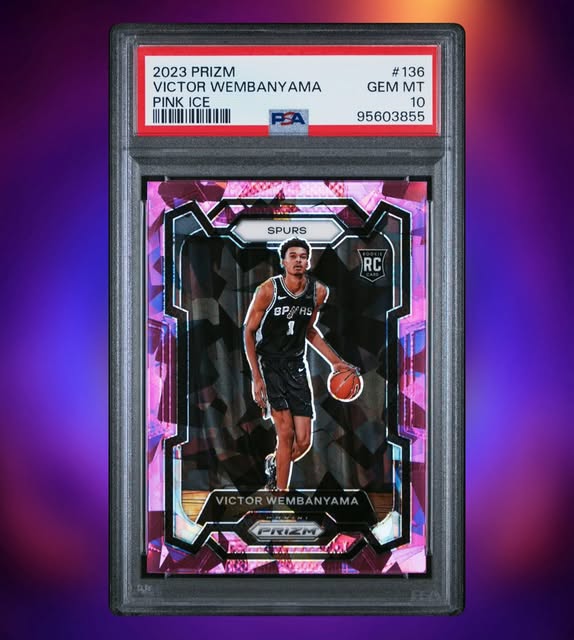 2023 PRIZM #136
VICTOR WEMBANYAMA GEM MT
PINK ICE 10
PSA 95603855
SPURS
ROOKIE
RC
CARD
SPURS
1
VICTOR WEMBANYAMA
PANINI
PRIZM